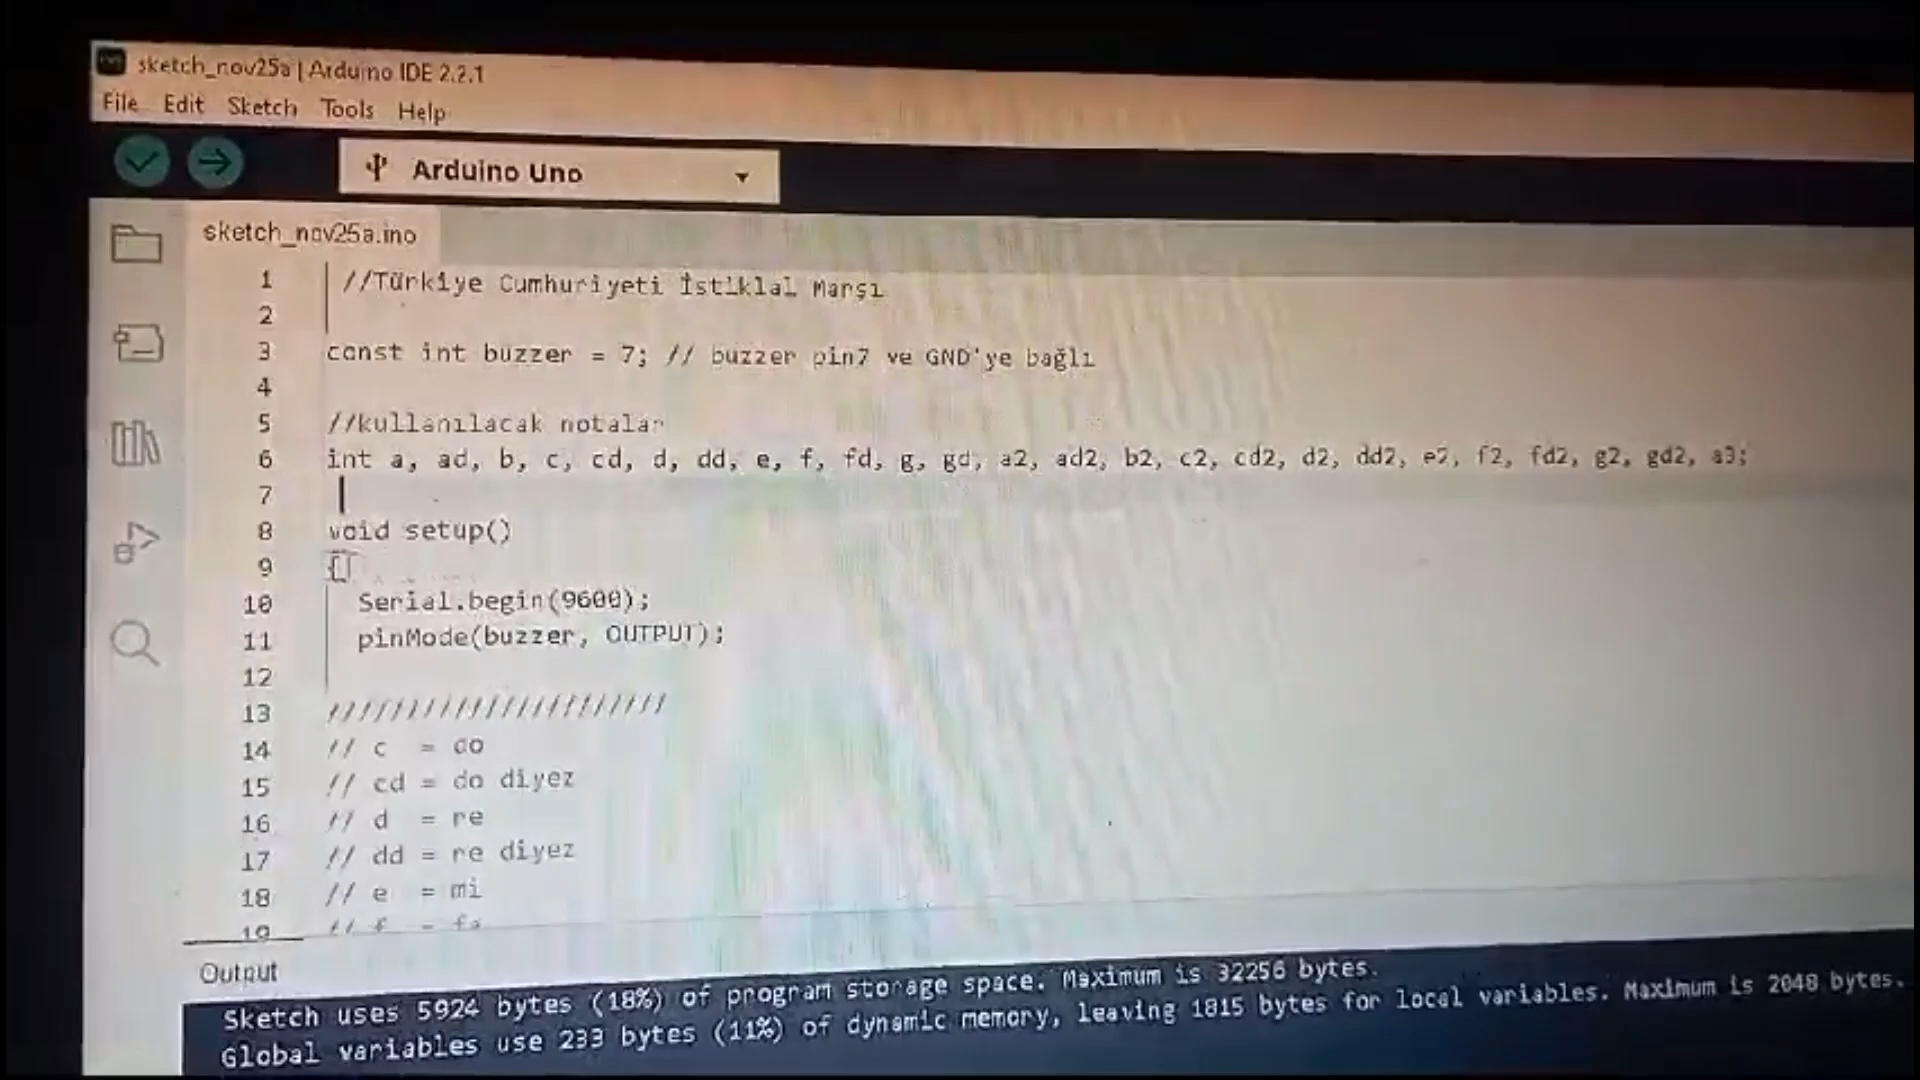 sketch_nov25a | Arduino IDE 2.2.1
File Edit Sketch Tools Help
Arduino Uno
sketch_nov25a.ino
1 //Türkiye Cumhuriyeti İstiklal Marşı
2
3 const int buzzer = 7; // buzzer pin7 ve GND'ye bağlı
4
5 //kullanılacak notalar
6 int a, ad, b, c, cd, d, dd, e, f, fd, g, gd, a2, ad2, b2, c2, cd2, d2, dd2, e2, f2, fd2, g2, gd2, a3;
7
8 void setup()
9 {
10 Serial.begin(9600);
11 pinMode(buzzer, OUTPUT);
12
13 //////////////////////
14 // c = do
15 // cd = do diyez
16 // d = re
17 // dd = re diyez
18 // e = mi
19 // f = fa
Output
Sketch uses 5924 bytes (18%) of program storage space. Maximum is 32256 bytes.
Global variables use 233 bytes (11%) of dynamic memory, leaving 1815 bytes for local variables. Maximum is 2048 bytes.